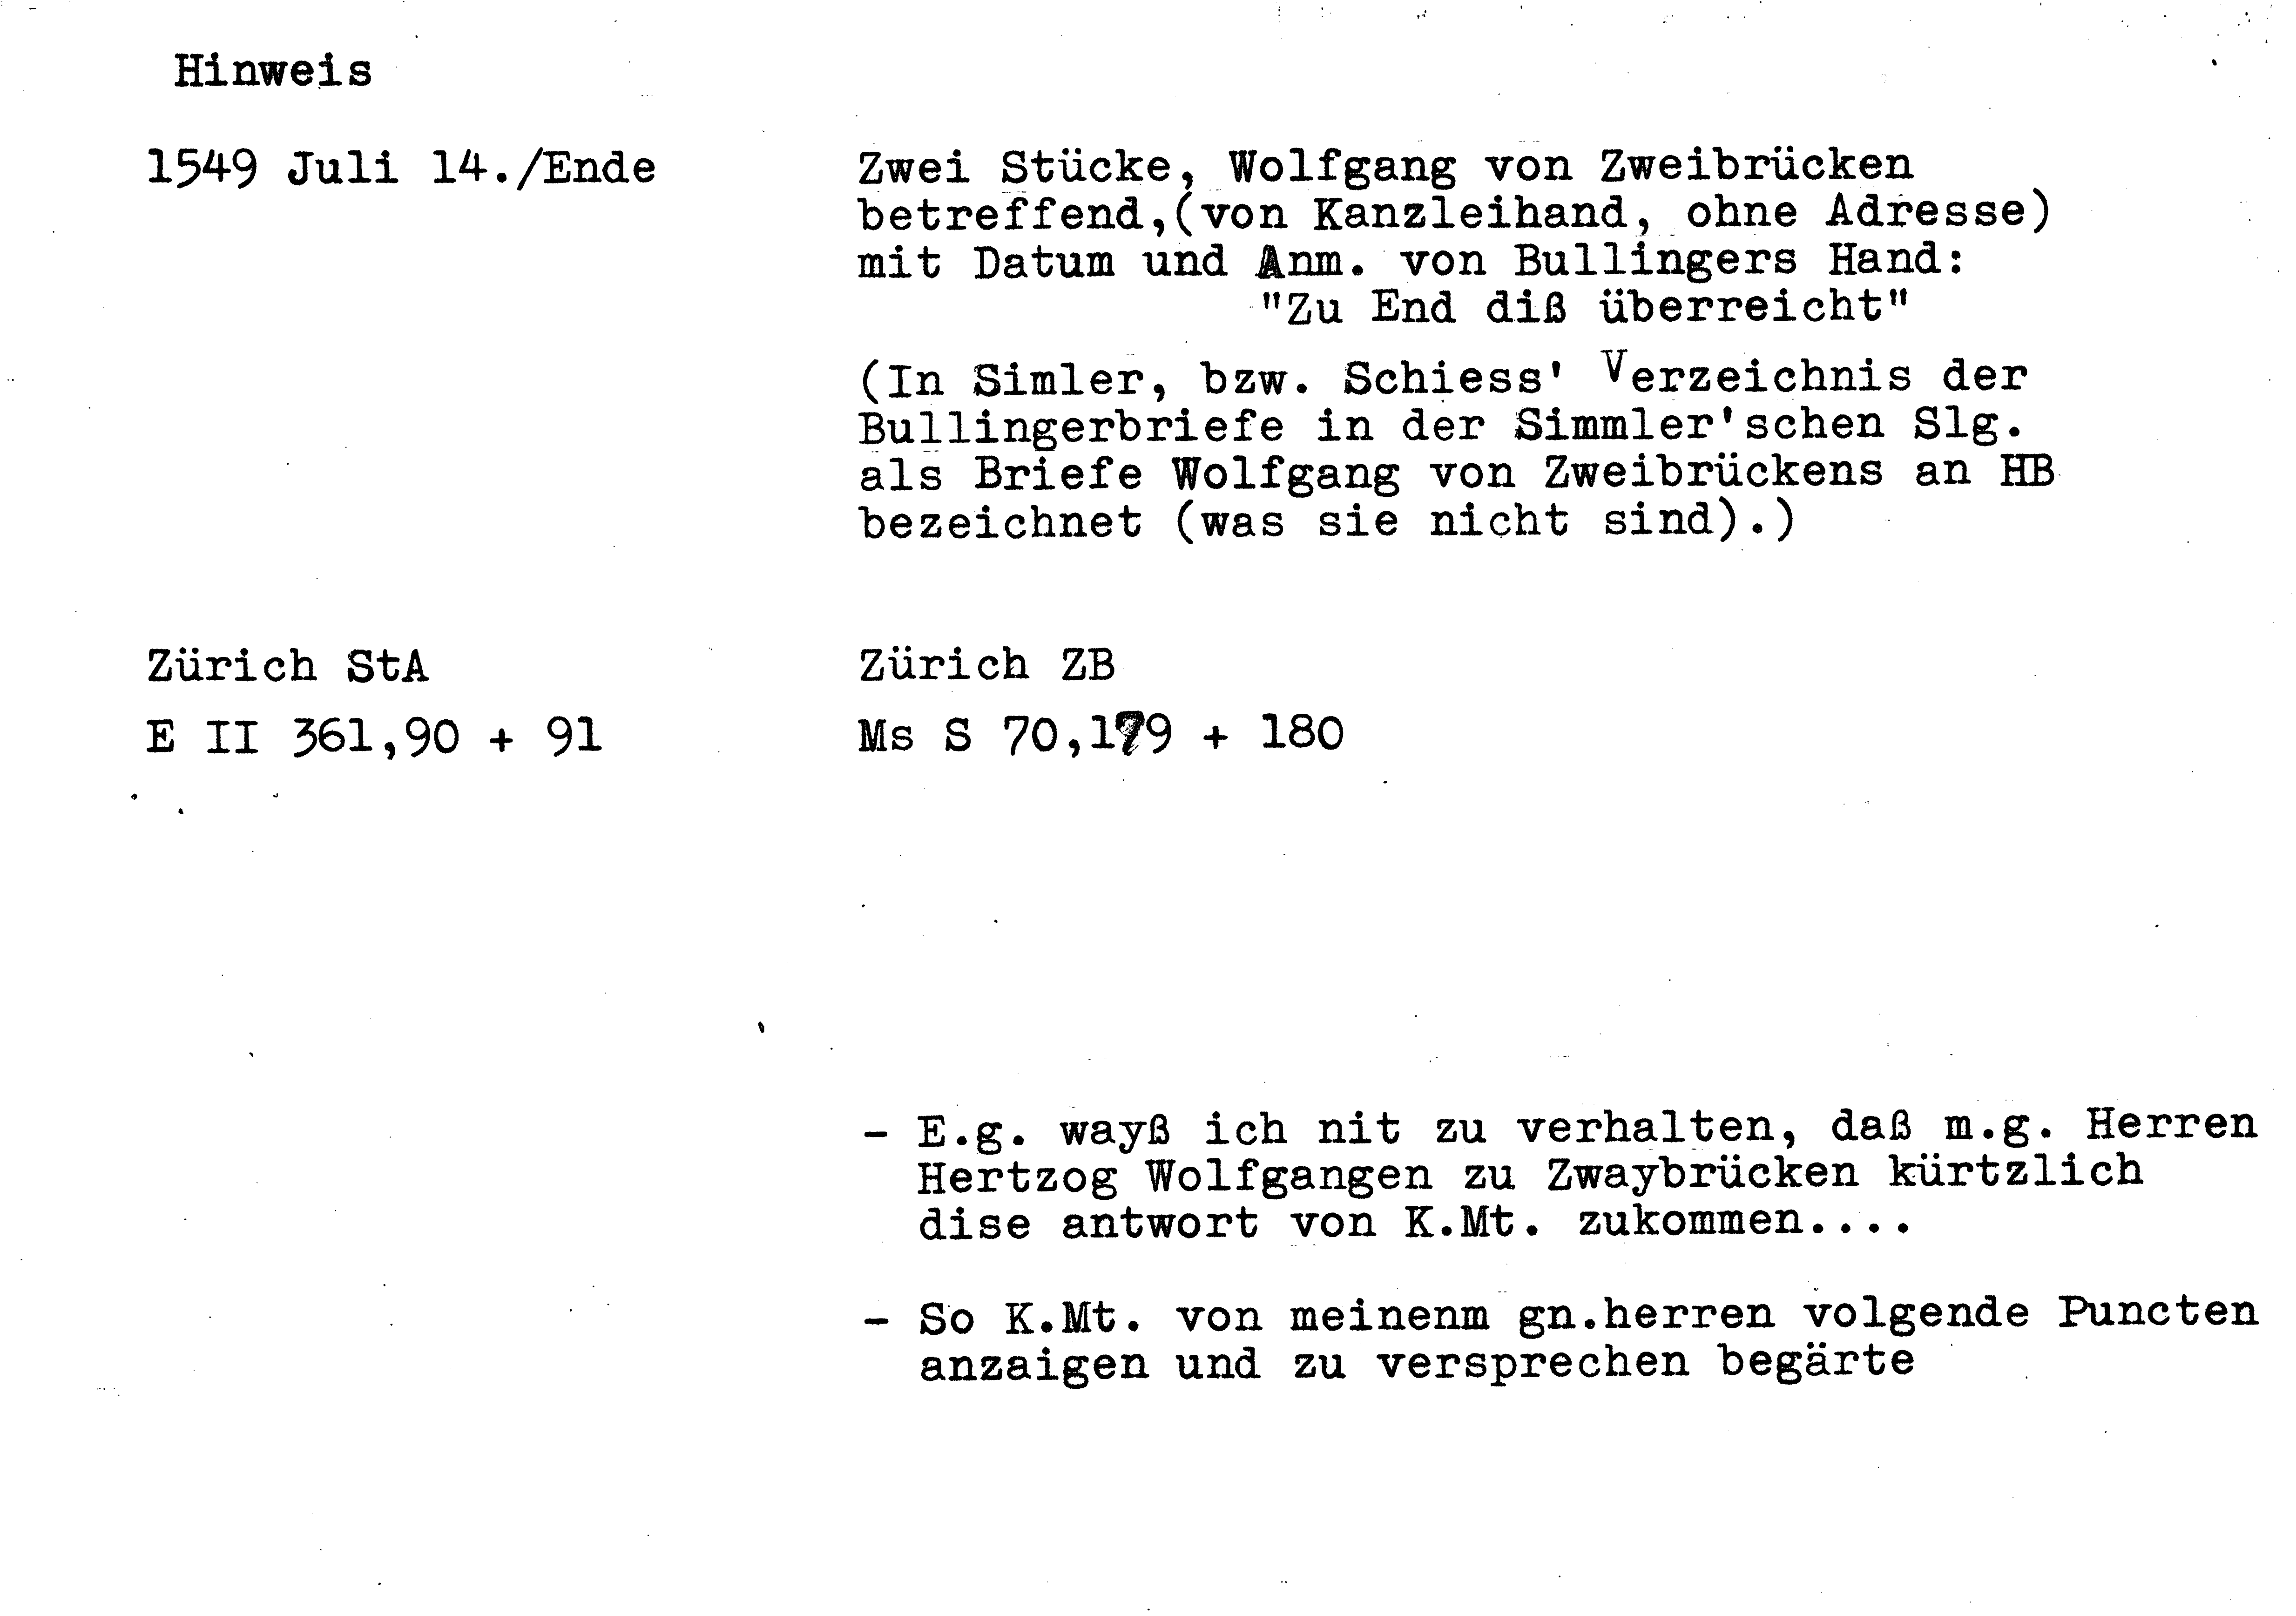 Hinweis
1549 Juli 14./Ende
Zwei Stücke, Wolfgang von Zweibrücken
betreffend,(von Kanzleihand, ohne Adresse)
mit Datum und Anm. von Bullingers Hand:
"Zu End diß überreicht"
(In Simler, bzw. Schiess' Verzeichnis der
Bullingerbriefe in der Simmler'schen Slg.
als Briefe Wolfgang von Zweibrückens an HB
bezeichnet (was sie nicht sind).)
Zürich StA
E II 361,90 + 91
Zürich ZB
Ms S 70,179 + 180
- E.g. wayß ich nit zu verhalten, daß m.g. Herren
Hertzog Wolfgangen zu Zwaybrücken kürtzlich
dise antwort von K.Mt. zukommen....
- So K.Mt. von meinenm gn.herren volgende Puncten
anzaigen und zu versprechen begärte